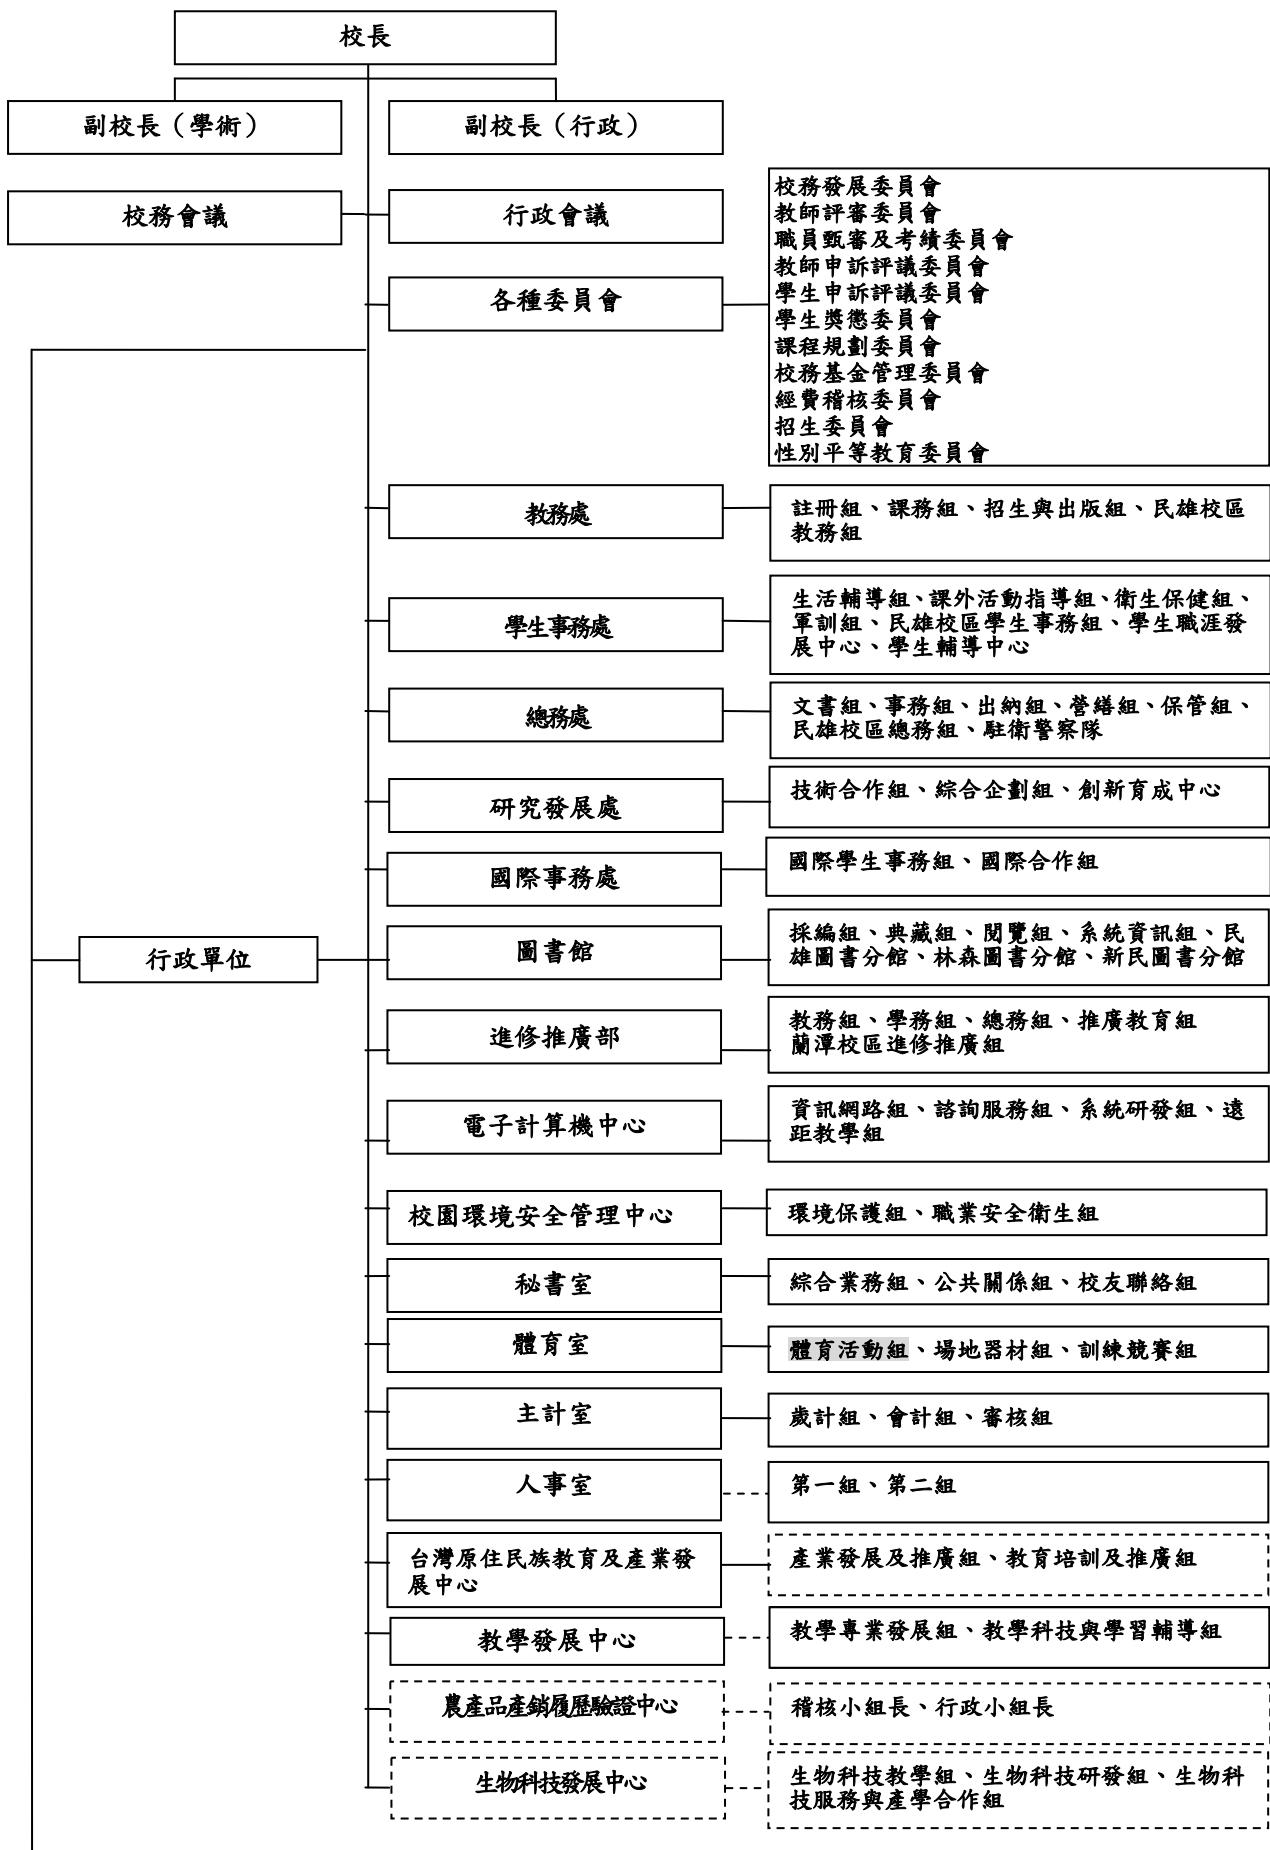 校長
副校長（學術）
副校長（行政）
校務會議
行政會議
各種委員會
校務發展委員會
教師評審委員會
職員甄審及考績委員會
教師申訴評議委員會
學生申訴評議委員會
學生獎懲委員會
課程規劃委員會
校務基金管理委員會
經費稽核委員會
招生委員會
性別平等教育委員會
教務處
註冊組、課務組、招生與出版組、民雄校區
教務組
學生事務處
生活輔導組、課外活動指導組、衛生保健組、
軍訓組、民雄校區學生事務組、學生職涯發
展中心、學生輔導中心
總務處
文書組、事務組、出納組、營繕組、保管組、
民雄校區總務組、駐衛警察隊
研究發展處
技術合作組、綜合企劃組、創新育成中心
國際事務處
國際學生事務組、國際合作組
行政單位
圖書館
採編組、典藏組、閱覽組、系統資訊組、民
雄圖書分館、林森圖書分館、新民圖書分館
進修推廣部
教務組、學務組、總務組、推廣教育組
蘭潭校區進修推廣組
電子計算機中心
資訊網路組、諮詢服務組、系統研發組、遠
距教學組
校園環境安全管理中心
環境保護組、職業安全衛生組
秘書室
綜合業務組、公共關係組、校友聯絡組
體育室
體育活動組、場地器材組、訓練競賽組
主計室
歲計組、會計組、審核組
人事室
第一組、第二組
台灣原住民族教育及產業發
展中心
產業發展及推廣組、教育培訓及推廣組
教學發展中心
教學專業發展組、教學科技與學習輔導組
農產品產銷履歷驗證中心
稽核小組長、行政小組長
生物科技發展中心
生物科技教學組、生物科技研發組、生物科
技服務與產學合作組